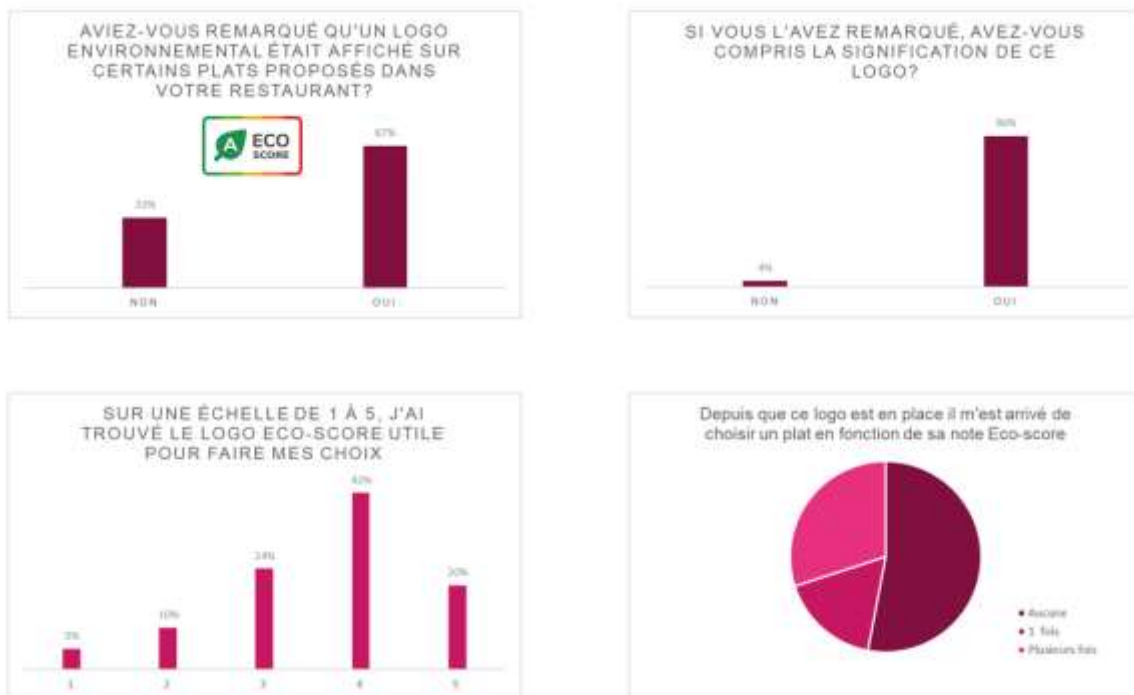 AVIEZ-VOUS REMARQUÉ QU'UN LOGO
ENVIRONNEMENTAL ÉTAIT AFFICHÉ SUR
CERTAINS PLATS PROPOSÉS DANS
VOTRE RESTAURANT?
A ECO
SCORE
67%
33%
NON
OUI
SI VOUS L'AVEZ REMARQUÉ, AVEZ-VOUS
COMPRIS LA SIGNIFICATION DE CE
LOGO?
96%
4%
NON
OUI
SUR UNE ÉCHELLE DE 1 À 5, J'AI
TROUVÉ LE LOGO ECO-SCORE UTILE
POUR FAIRE MES CHOIX
5%
10%
24%
42%
20%
1
2
3
4
5
Depuis que ce logo est en place il m'est arrivé de
choisir un plat en fonction de sa note Eco-score
Aucune
1 fois
Plusieurs fois